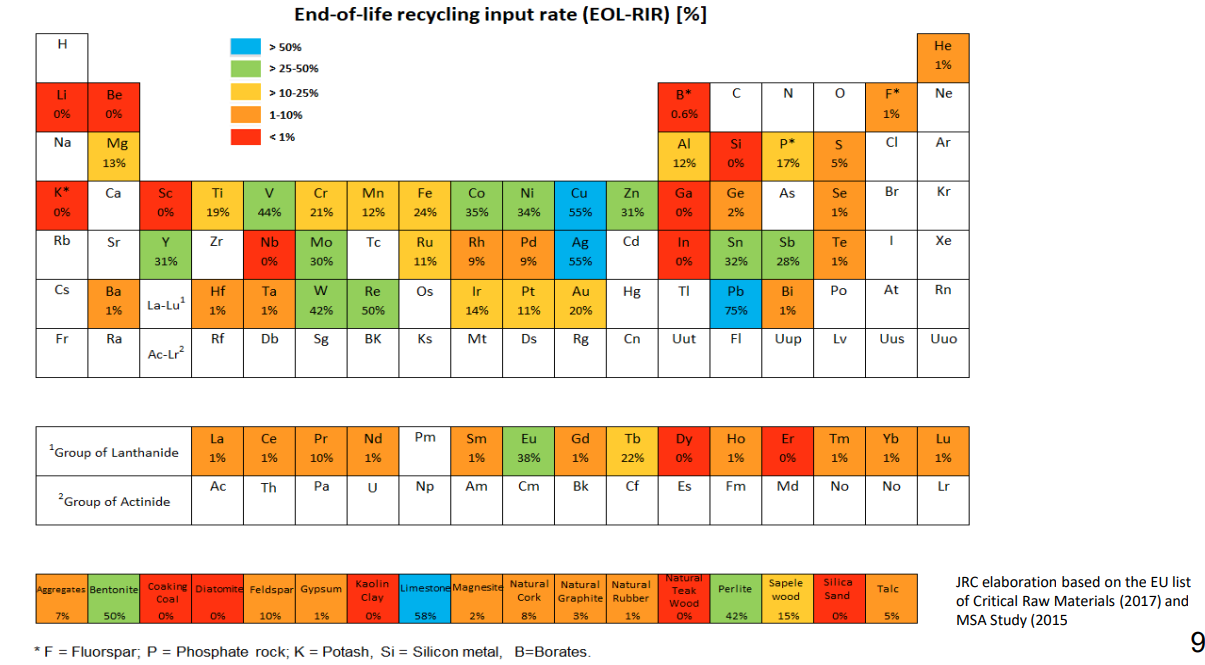 End-of-life recycling input rate (EOL-RIR) [%]
> 50%
> 25-50%
> 10-25%
1-10%
< 1%
H He
1%
Li Be B* C N O F* Ne
0% 0% 0.6% 1%
Na Mg Al Si P* S Cl Ar
13% 12% 0% 17% 5%
K* Ca Sc Ti V Cr Mn Fe Co Ni Cu Zn Ga Ge As Se Br Kr
0% 0% 19% 44% 21% 12% 24% 35% 34% 55% 31% 0% 2% 1%
Rb Sr Y Zr Nb Mo Tc Ru Rh Pd Ag Cd In Sn Sb Te I Xe
31% 0% 30% 11% 9% 9% 55% 0% 32% 28% 1%
Cs Ba La-Lu1 Hf Ta W Re Os Ir Pt Au Hg Tl Pb Bi Po At Rn
1% 1% 1% 42% 50% 14% 11% 20% 75% 1%
Fr Ra Ac-Lr2 Rf Db Sg BK Ks Mt Ds Rg Cn Uut Fl Uup Lv Uus Uuo
1Group of Lanthanide La Ce Pr Nd Pm Sm Eu Gd Tb Dy Ho Er Tm Yb Lu
1% 1% 10% 1% 1% 38% 1% 22% 0% 1% 0% 1% 1% 1%
2Group of Actinide Ac Th Pa U Np Am Cm Bk Cf Es Fm Md No No Lr
Aggregates Bentonite Coaking Coal Diatomite Feldspar Gypsum Kaolin Clay Limestone Magnesite Natural Cork Natural Graphite Natural Rubber Natural Teak Wood Perlite Sapele wood Silica Sand Talc
7% 50% 0% 0% 10% 1% 0% 58% 2% 8% 3% 1% 0% 42% 15% 0% 5%
JRC elaboration based on the EU list
of Critical Raw Materials (2017) and
MSA Study (2015
* F = Fluorspar; P = Phosphate rock; K = Potash, Si = Silicon metal, B=Borates.
9